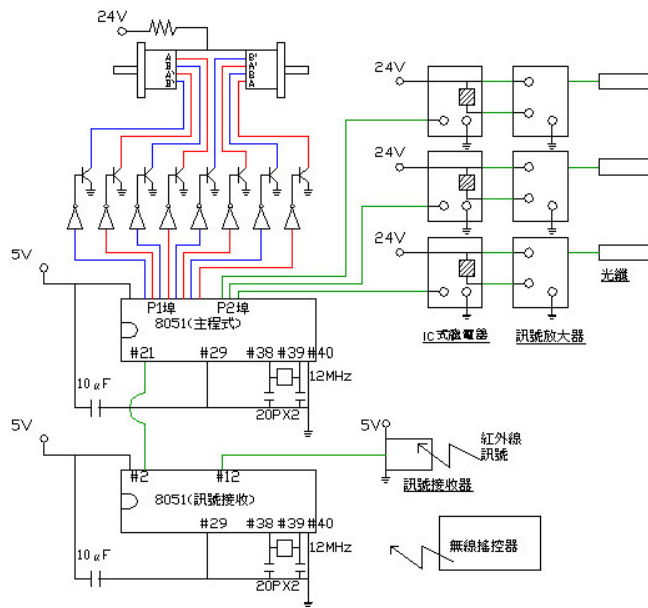 24V
A
B
A'
B'
B'
A'
B
A
24V
24V
24V
5V
P1埠 P2埠
8051(主程式)
#21 #29 #38 #39 #40
12MHz
10μF
20PX2
IC式繼電器
訊號放大器
光纖
5V
5V
#2 #12
8051(訊號接收)
#29 #38 #39 #40
12MHz
10μF
20PX2
紅外線
訊號
訊號接收器
無線搖控器